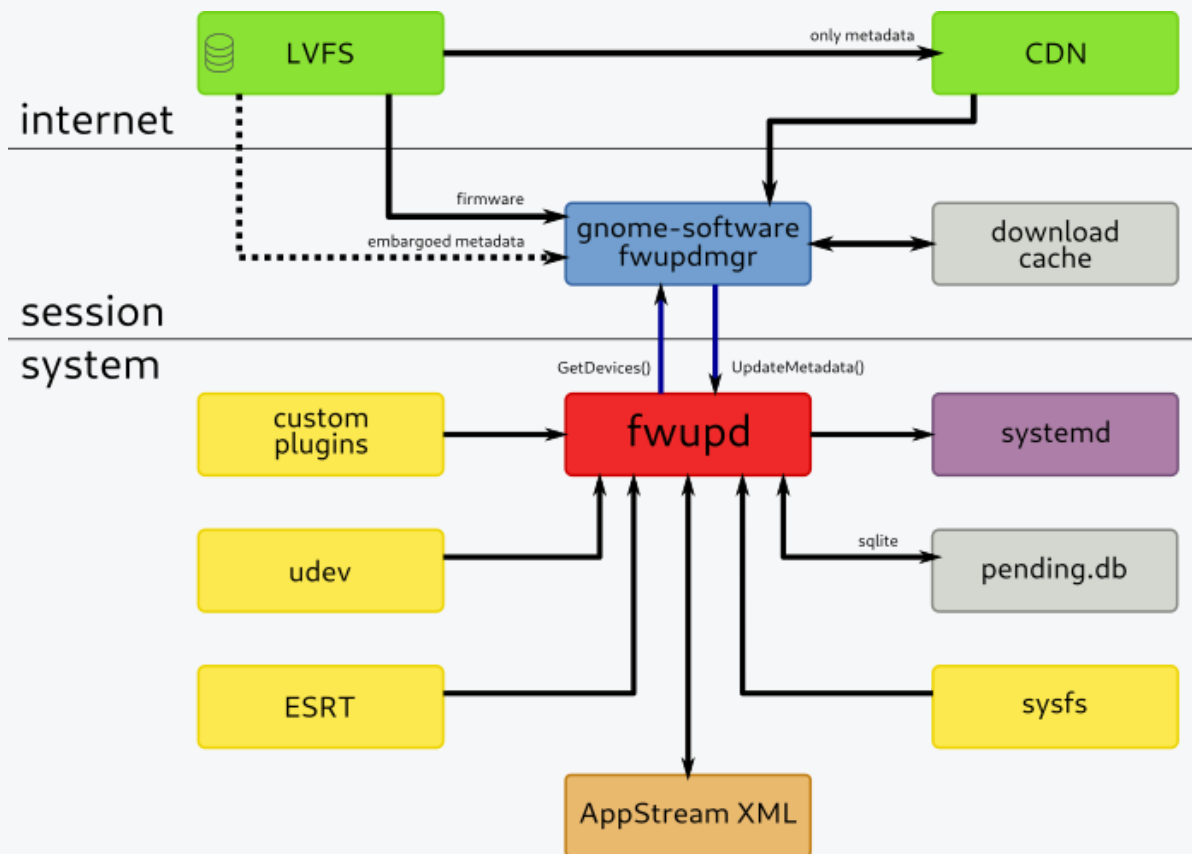 LVFS
only metadata
CDN
internet
firmware
embargoed metadata
gnome-software
fwupdmgr
download
cache
session
system
GetDevices()
UpdateMetadata()
custom
plugins
fwupd
systemd
udev
sqlite
pending.db
ESRT
sysfs
AppStream XML